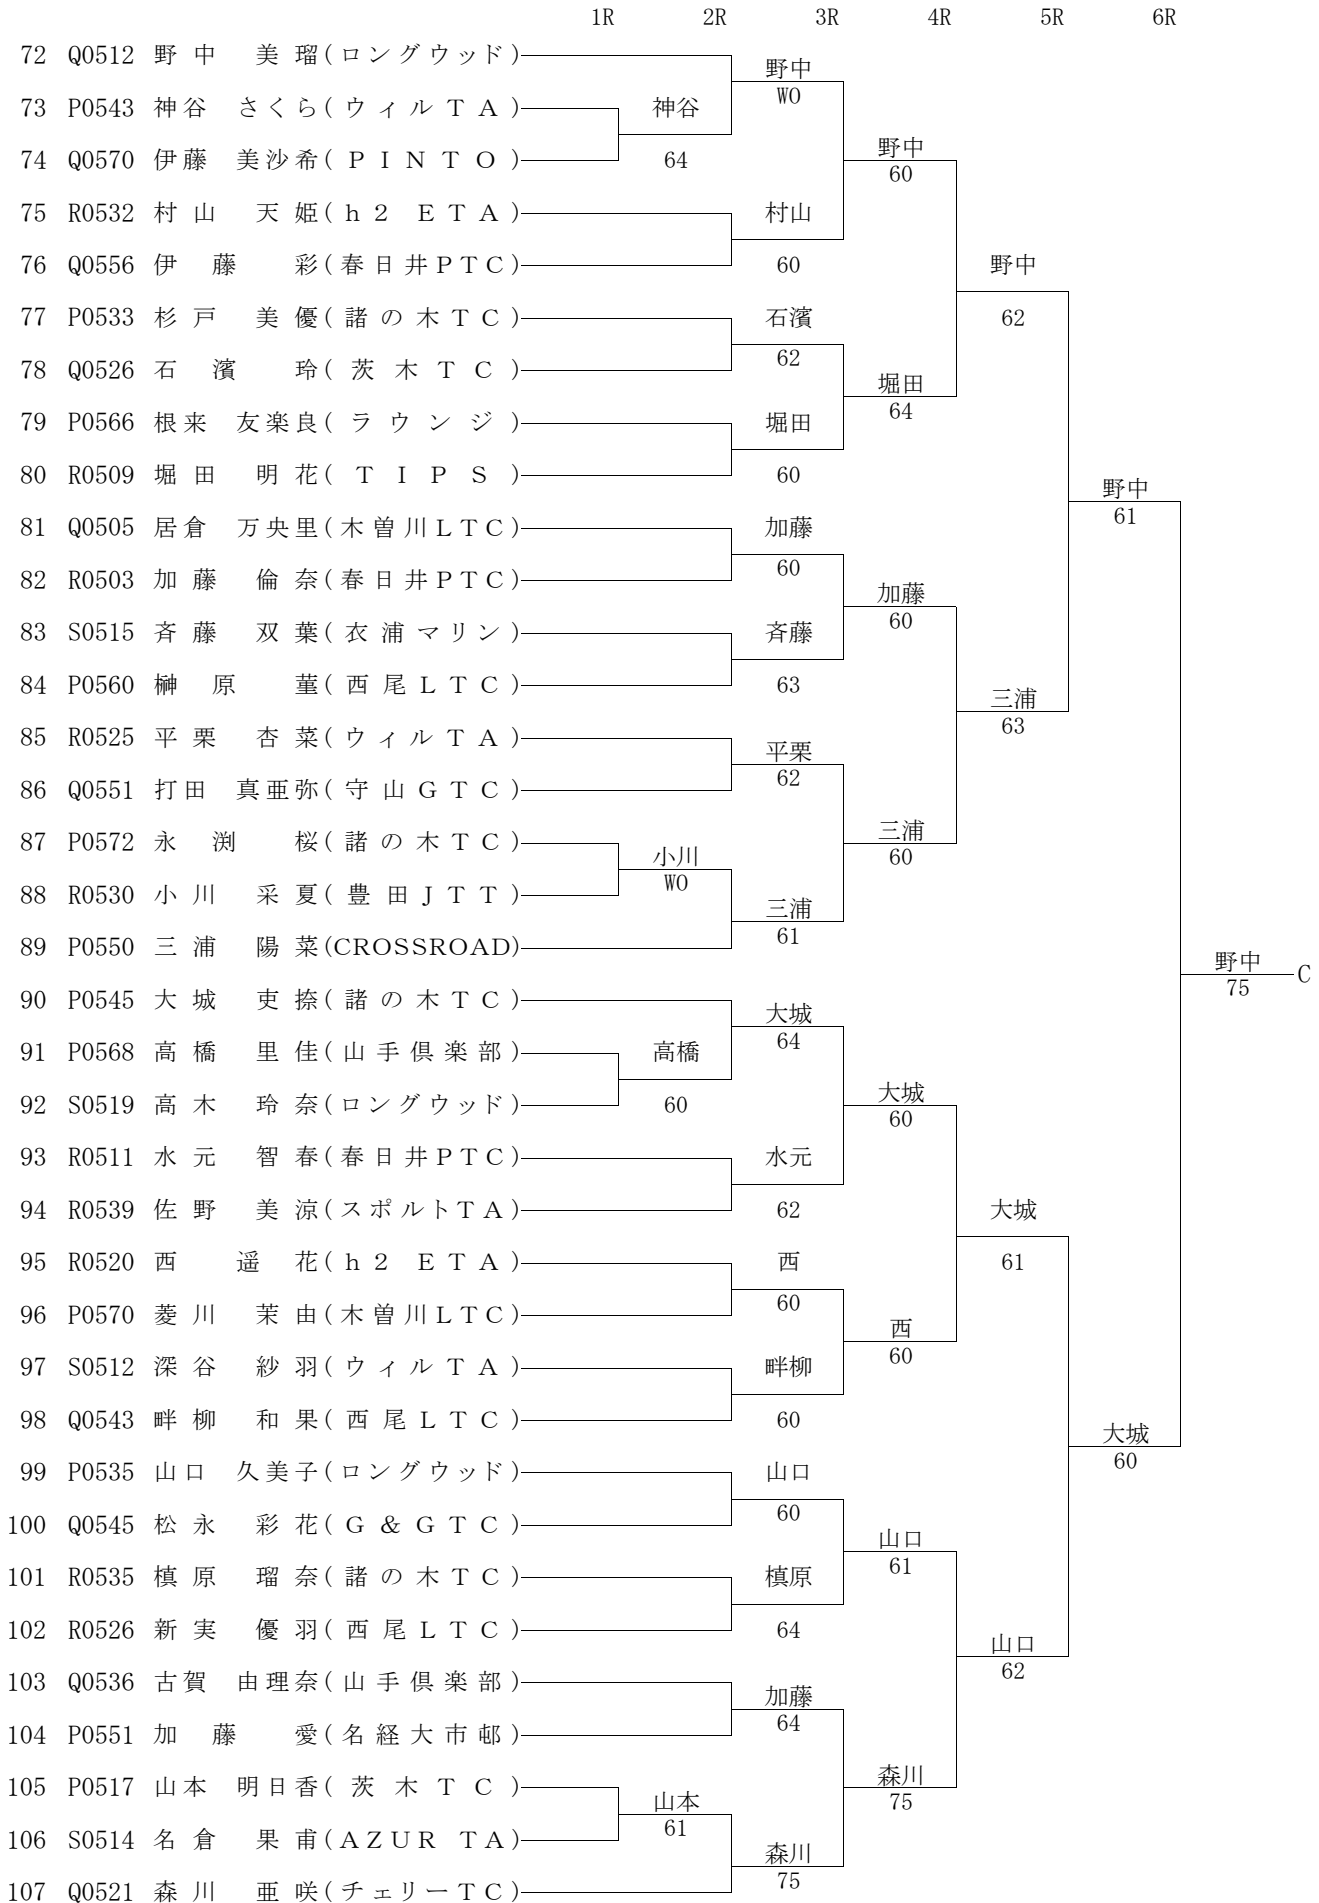 1R 2R 3R 4R 5R 6R
72 Q0512 野中 美瑠(ロングウッド)
野中
WO
73 P0543 神谷 さくら(ウィルTA) 神谷
野中
74 Q0570 伊藤 美沙希(PINTO) 64
60
75 R0532 村山 天姫(h2 ETA) 村山
76 Q0556 伊藤 彩(春日井PTC) 60 野中
77 P0533 杉戸 美優(諸の木TC) 石濱 62
62
78 Q0526 石濱 玲(茨木TC)
堀田
64
79 P0566 根来 友楽良(ラウンジ) 堀田
80 R0509 堀田 明花(TIPS) 60
野中
61
81 Q0505 居倉 万央里(木曽川LTC) 加藤
60
82 R0503 加藤 倫奈(春日井PTC)
加藤
60
83 S0515 斉藤 双葉(衣浦マリン) 斉藤
84 P0560 榊原 菫(西尾LTC) 63
三浦
63
85 R0525 平栗 杏菜(ウィルTA)
平栗
62
86 Q0551 打田 真亜弥(守山GTC)
三浦
87 P0572 永渕 桜(諸の木TC)
小川 60
WO
88 R0530 小川 采夏(豊田JTT)
三浦
61
89 P0550 三浦 陽菜(CROSSROAD)
野中 C
75
90 P0545 大城 吏捺(諸の木TC)
大城
64
91 P0568 高橋 里佳(山手倶楽部) 高橋
大城
92 S0519 高木 玲奈(ロングウッド) 60
60
93 R0511 水元 智春(春日井PTC) 水元
94 R0539 佐野 美涼(スポルトTA) 62 大城
95 R0520 西 遥花(h2 ETA) 西 61
60
96 P0570 菱川 茉由(木曽川LTC)
西
60
97 S0512 深谷 紗羽(ウィルTA) 畔柳
98 Q0543 畔柳 和果(西尾LTC) 60
大城
60
99 P0535 山口 久美子(ロングウッド) 山口
60
100 Q0545 松永 彩花(G&GTC)
山口
61
101 R0535 槙原 瑠奈(諸の木TC) 槙原
102 R0526 新実 優羽(西尾LTC) 64
山口
62
103 Q0536 古賀 由理奈(山手倶楽部)
加藤
64
104 P0551 加藤 愛(名経大市邨)
森川
105 P0517 山本 明日香(茨木TC)
山本 75
61
106 S0514 名倉 果甫(AZUR TA)
森川
75
107 Q0521 森川 亜咲(チェリーTC)